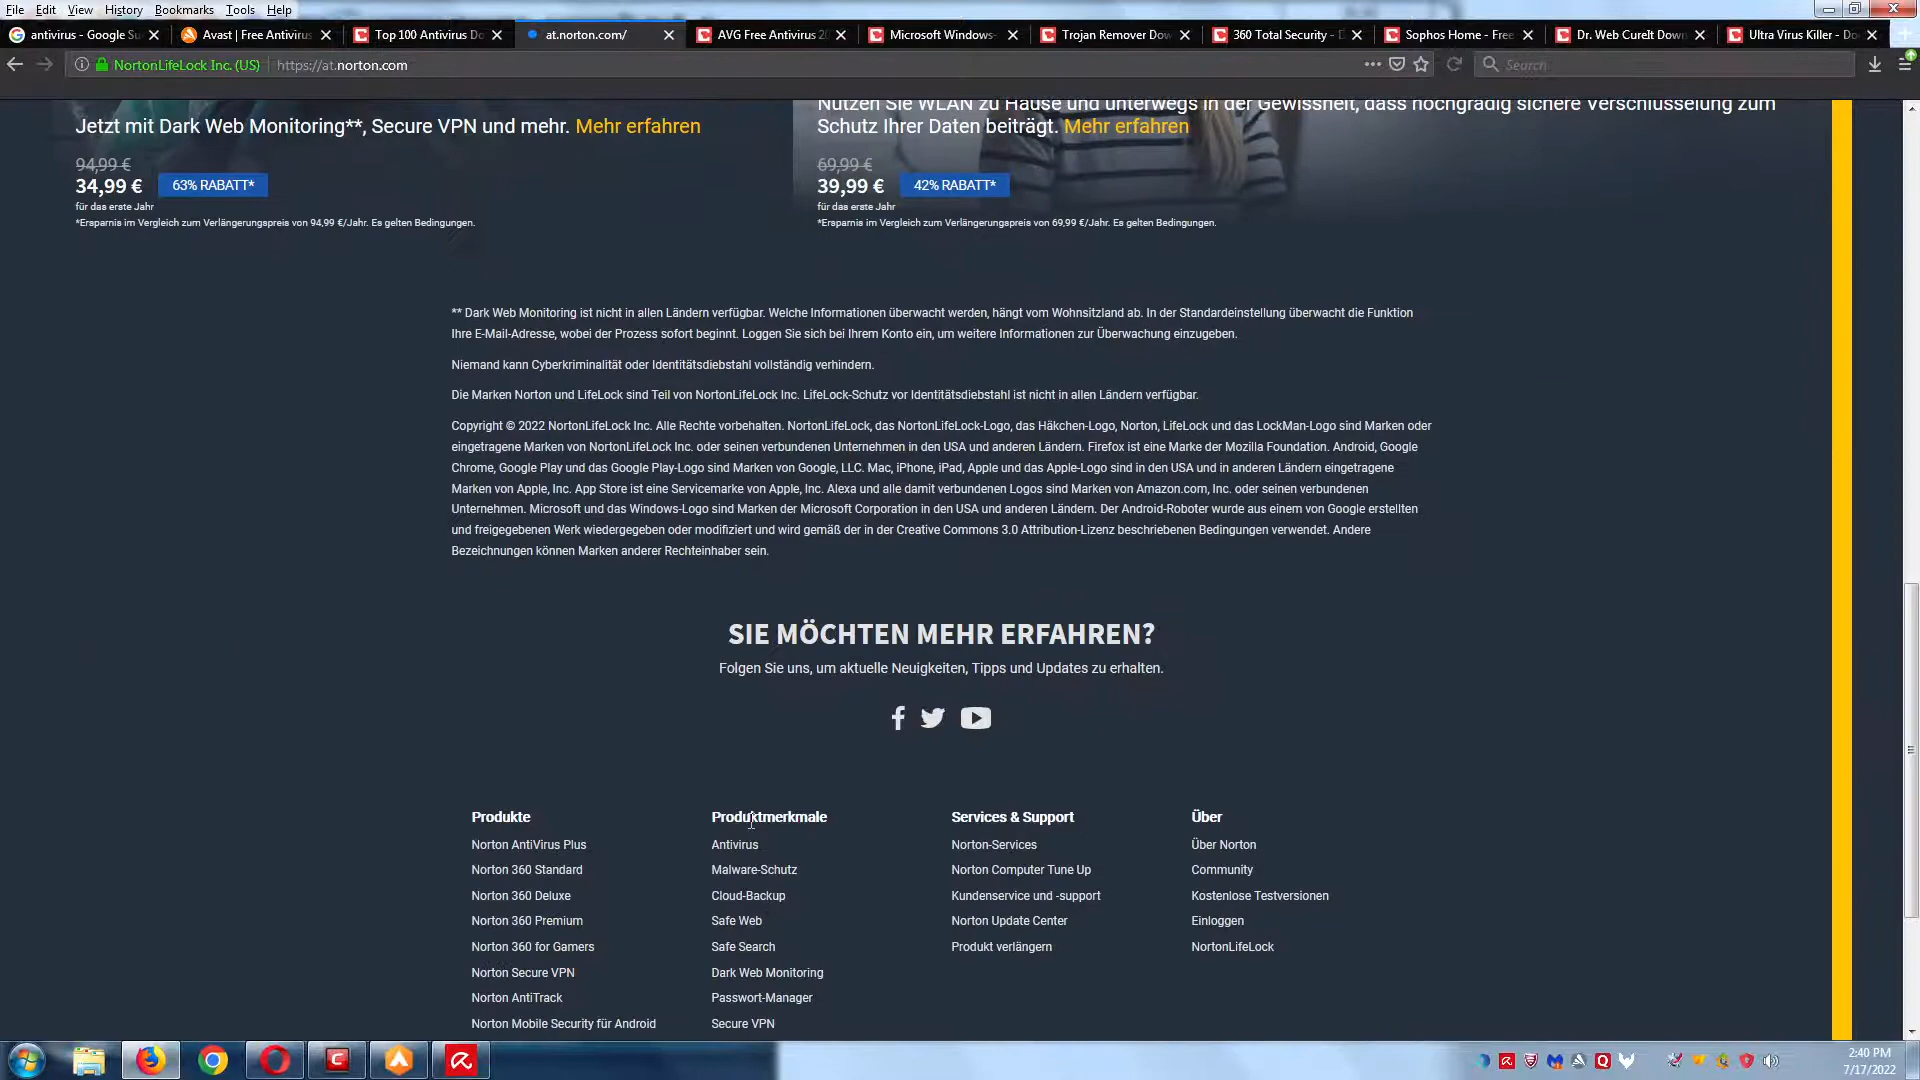 File Edit View History Bookmarks Tools Help
antivirus - Google Su
Avast | Free Antivirus
Top 100 Antivirus Do
at.norton.com/
AVG Free Antivirus 20
Microsoft Windows-
Trojan Remover Dow
360 Total Security - D
Sophos Home - Free
Dr. Web CureIt Down
Ultra Virus Killer - Do
NortonLifeLock Inc. (US)
https://at.norton.com
Search
Jetzt mit Dark Web Monitoring**, Secure VPN und mehr. Mehr erfahren
94,99 €
34,99 € 63% RABATT*
für das erste Jahr
*Ersparnis im Vergleich zum Verlängerungspreis von 94,99 €/Jahr. Es gelten Bedingungen.
Nutzen Sie WLAN zu Hause und unterwegs in der Gewissheit, dass hochgradig sichere Verschlüsselung zum
Schutz Ihrer Daten beiträgt. Mehr erfahren
69,99 €
39,99 € 42% RABATT*
für das erste Jahr
*Ersparnis im Vergleich zum Verlängerungspreis von 69,99 €/Jahr. Es gelten Bedingungen.
** Dark Web Monitoring ist nicht in allen Ländern verfügbar. Welche Informationen überwacht werden, hängt vom Wohnsitzland ab. In der Standardeinstellung überwacht die Funktion
Ihre E-Mail-Adresse, wobei der Prozess sofort beginnt. Loggen Sie sich bei Ihrem Konto ein, um weitere Informationen zur Überwachung einzugeben.
Niemand kann Cyberkriminalität oder Identitätsdiebstahl vollständig verhindern.
Die Marken Norton und LifeLock sind Teil von NortonLifeLock Inc. LifeLock-Schutz vor Identitätsdiebstahl ist nicht in allen Ländern verfügbar.
Copyright © 2022 NortonLifeLock Inc. Alle Rechte vorbehalten. NortonLifeLock, das NortonLifeLock-Logo, das Häkchen-Logo, Norton, LifeLock und das LockMan-Logo sind Marken oder
eingetragene Marken von NortonLifeLock Inc. oder seinen verbundenen Unternehmen in den USA und anderen Ländern. Firefox ist eine Marke der Mozilla Foundation. Android, Google
Chrome, Google Play und das Google Play-Logo sind Marken von Google, LLC. Mac, iPhone, iPad, Apple und das Apple-Logo sind in den USA und in anderen Ländern eingetragene
Marken von Apple, Inc. App Store ist eine Servicemarke von Apple, Inc. Alexa und alle damit verbundenen Logos sind Marken von Amazon.com, Inc. oder seinen verbundenen
Unternehmen. Microsoft und das Windows-Logo sind Marken der Microsoft Corporation in den USA und anderen Ländern. Der Android-Roboter wurde aus einem von Google erstellten
und freigegebenen Werk wiedergegeben oder modifiziert und wird gemäß der in der Creative Commons 3.0 Attribution-Lizenz beschriebenen Bedingungen verwendet. Andere
Bezeichnungen können Marken anderer Rechteinhaber sein.
SIE MÖCHTEN MEHR ERFAHREN?
Folgen Sie uns, um aktuelle Neuigkeiten, Tipps und Updates zu erhalten.
Produkte
Norton AntiVirus Plus
Norton 360 Standard
Norton 360 Deluxe
Norton 360 Premium
Norton 360 for Gamers
Norton Secure VPN
Norton AntiTrack
Norton Mobile Security für Android
Produktmerkmale
Antivirus
Malware-Schutz
Cloud-Backup
Safe Web
Safe Search
Dark Web Monitoring
Passwort-Manager
Secure VPN
Services & Support
Norton-Services
Norton Computer Tune Up
Kundenservice und -support
Norton Update Center
Produkt verlängern
Über
Über Norton
Community
Kostenlose Testversionen
Einloggen
NortonLifeLock
2:40 PM
7/17/2022